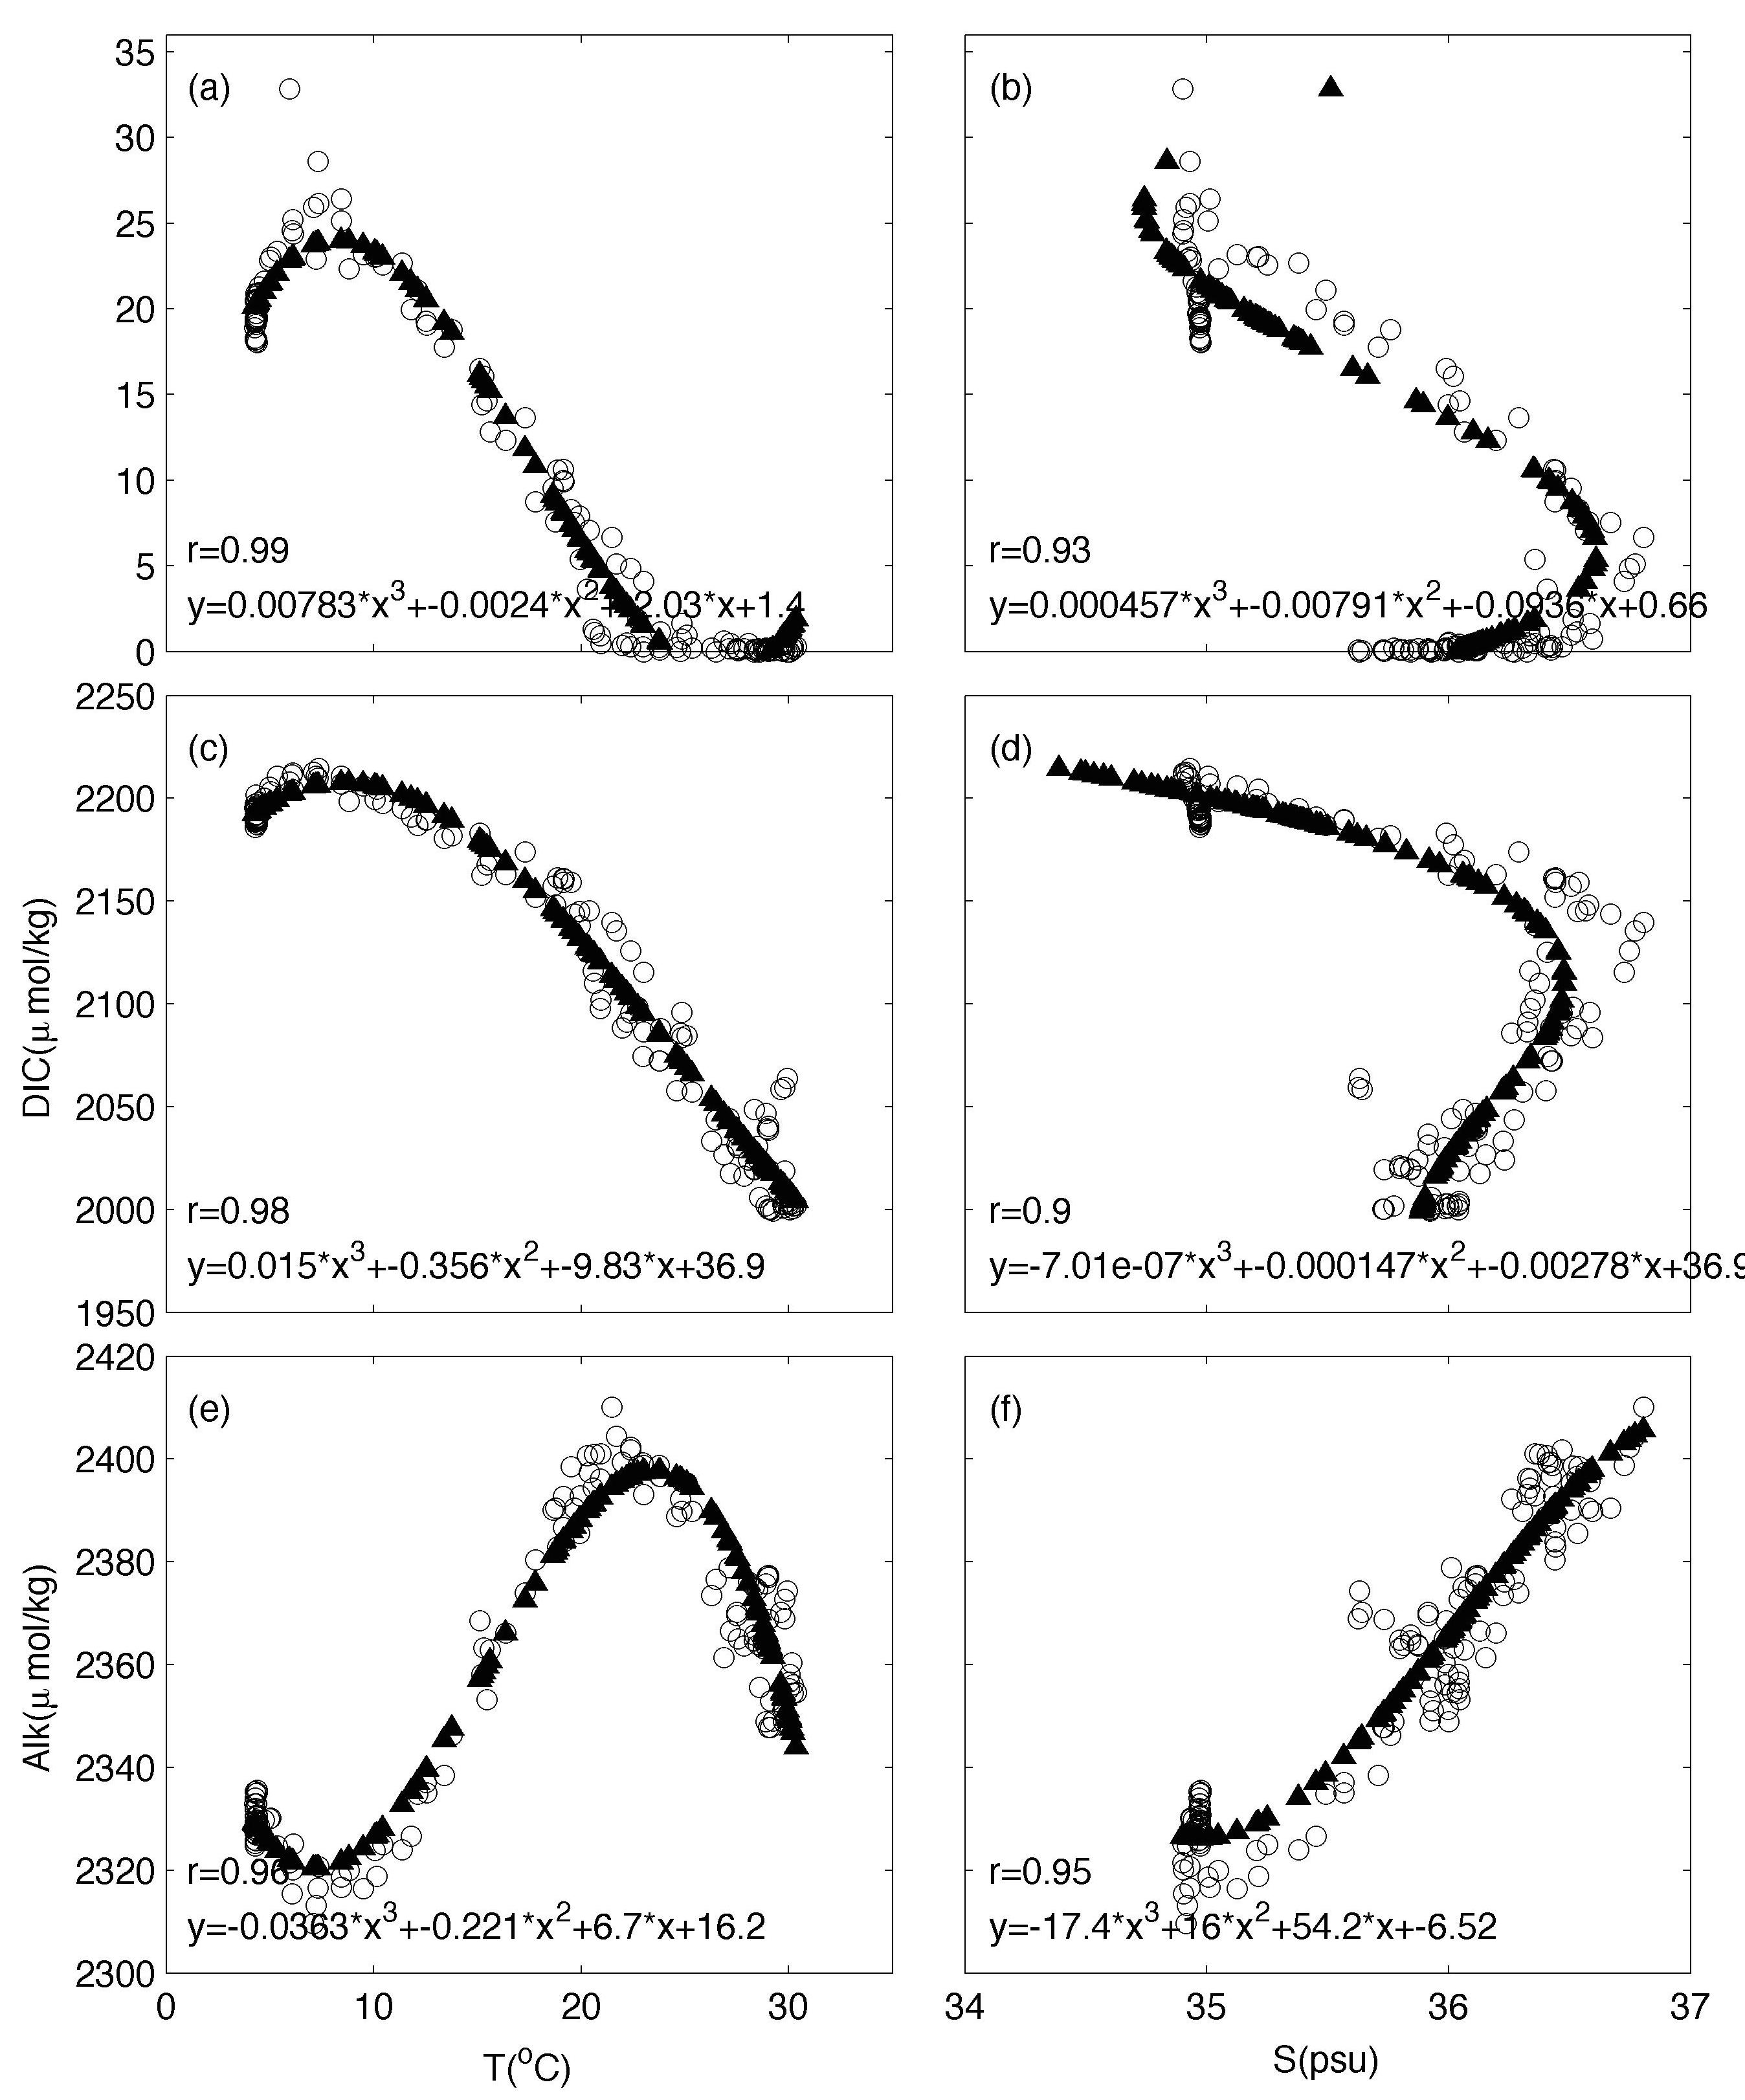 35
30
25
20
15
10
5
0
(a)
r=0.99
y=0.00783*x³+-0.0024*x²+-2.03*x+1.4
(b)
r=0.93
y=0.000457*x³+-0.00791*x²+-0.0936*x+0.66
DIC(μ mol/kg)
2250
2200
2150
2100
2050
2000
1950
(c)
r=0.98
y=0.015*x³+-0.356*x²+-9.83*x+36.9
(d)
r=0.9
y=-7.01e-07*x³+-0.000147*x²+-0.00278*x+36.9
Alk(μ mol/kg)
2420
2400
2380
2360
2340
2320
2300
(e)
r=0.96
y=-0.0363*x³+-0.221*x²+6.7*x+16.2
0 10 20 30
T(°C)
(f)
r=0.95
y=-17.4*x³+16*x²+54.2*x+-6.52
34 35 36 37
S(psu)